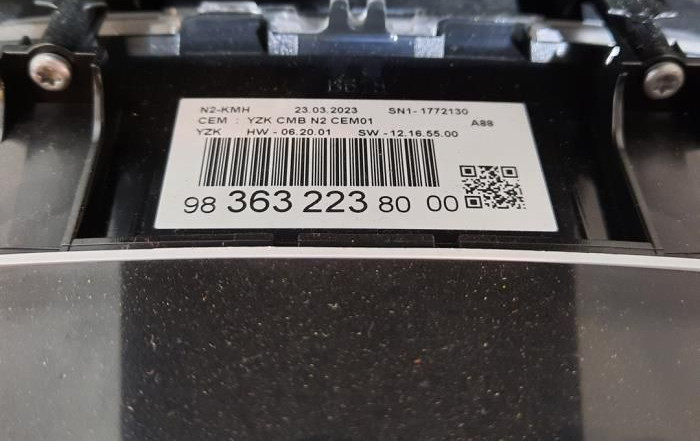 N2-KMH 23.03.2023 SN1-1772130
CEM : YZK CMB N2 CEM01 A88
YZK HW - 06.20.01 SW - 12.16.55.00
98 363 223 80 00